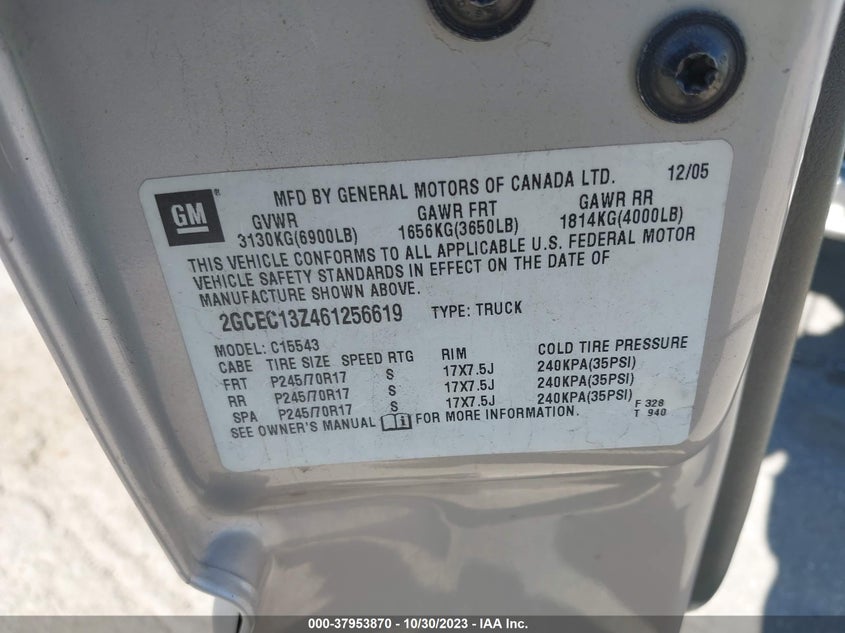 GM
MFD BY GENERAL MOTORS OF CANADA LTD. 12/05
GVWR GAWR FRT GAWR RR
3130KG(6900LB) 1656KG(3650LB) 1814KG(4000LB)
THIS VEHICLE CONFORMS TO ALL APPLICABLE U.S. FEDERAL MOTOR
VEHICLE SAFETY STANDARDS IN EFFECT ON THE DATE OF
MANUFACTURE SHOWN ABOVE.
2GCEC13Z461256619 TYPE: TRUCK
MODEL: C15543
CABE TIRE SIZE SPEED RTG RIM COLD TIRE PRESSURE
FRT P245/70R17 S 17X7.5J 240KPA(35PSI)
RR P245/70R17 S 17X7.5J 240KPA(35PSI)
SPA P245/70R17 S 17X7.5J 240KPA(35PSI)
SEE OWNER'S MANUAL FOR MORE INFORMATION.
F 328
T 940
000-37953870 | 10/30/2023 - IAA Inc.